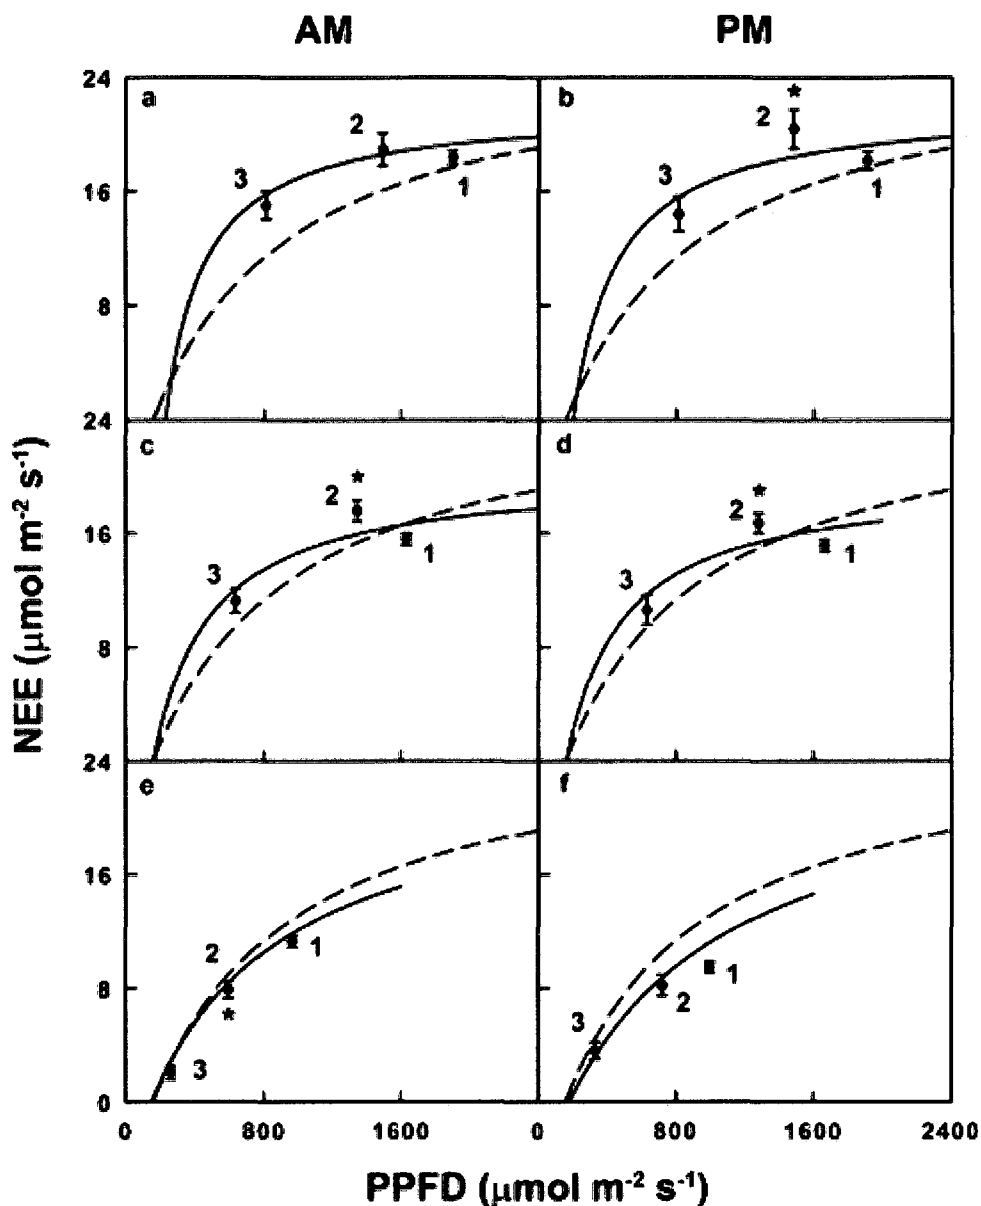 AM PM
24
a b
2 * 2
3 3
16
1 1
8
24
c d
* *
2 2
16
1 1
3 3
8
24
e f
16
2 1 1
8
* 2
3 3
0
0 800 1600 0 800 1600 2400
NEE (μmol m-2 s-1)
PPFD (μmol m-2 s-1)